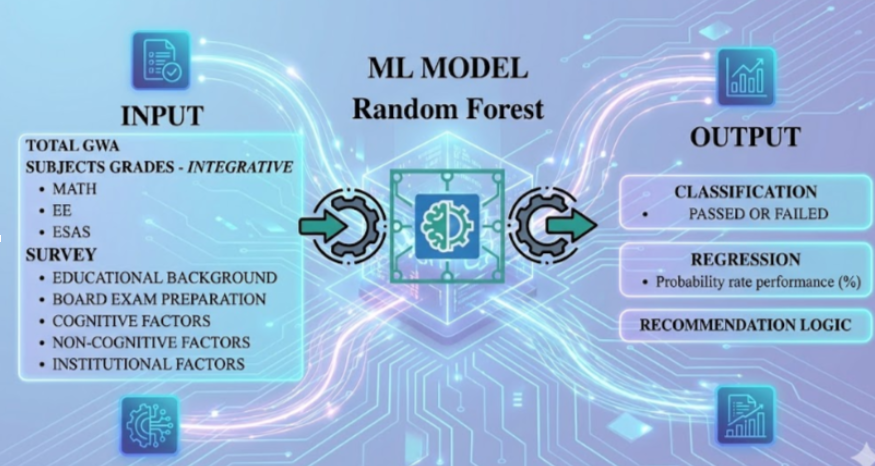 ML MODEL
Random Forest
INPUT
TOTAL GWA
SUBJECTS GRADES - INTEGRATIVE
• MATH
• EE
• ESAS
SURVEY
• EDUCATIONAL BACKGROUND
• BOARD EXAM PREPARATION
• COGNITIVE FACTORS
• NON-COGNITIVE FACTORS
• INSTITUTIONAL FACTORS
OUTPUT
CLASSIFICATION
• PASSED OR FAILED
REGRESSION
• Probability rate performance (%)
RECOMMENDATION LOGIC